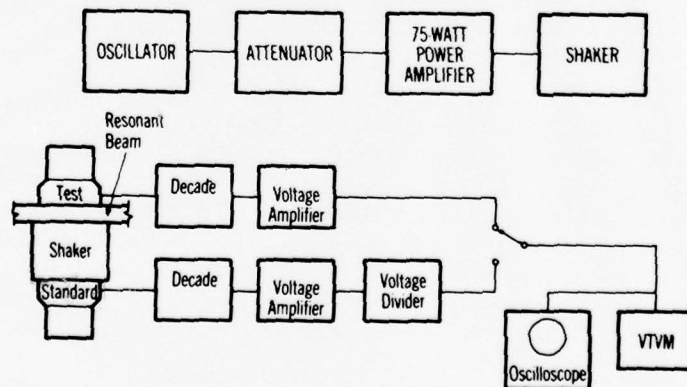 OSCILLATOR
ATTENUATOR
75-WATT
POWER
AMPLIFIER
SHAKER
Resonant
Beam
Test
Decade
Voltage
Amplifier
Shaker
Standard
Decade
Voltage
Amplifier
Voltage
Divider
Oscilloscope
VTVM